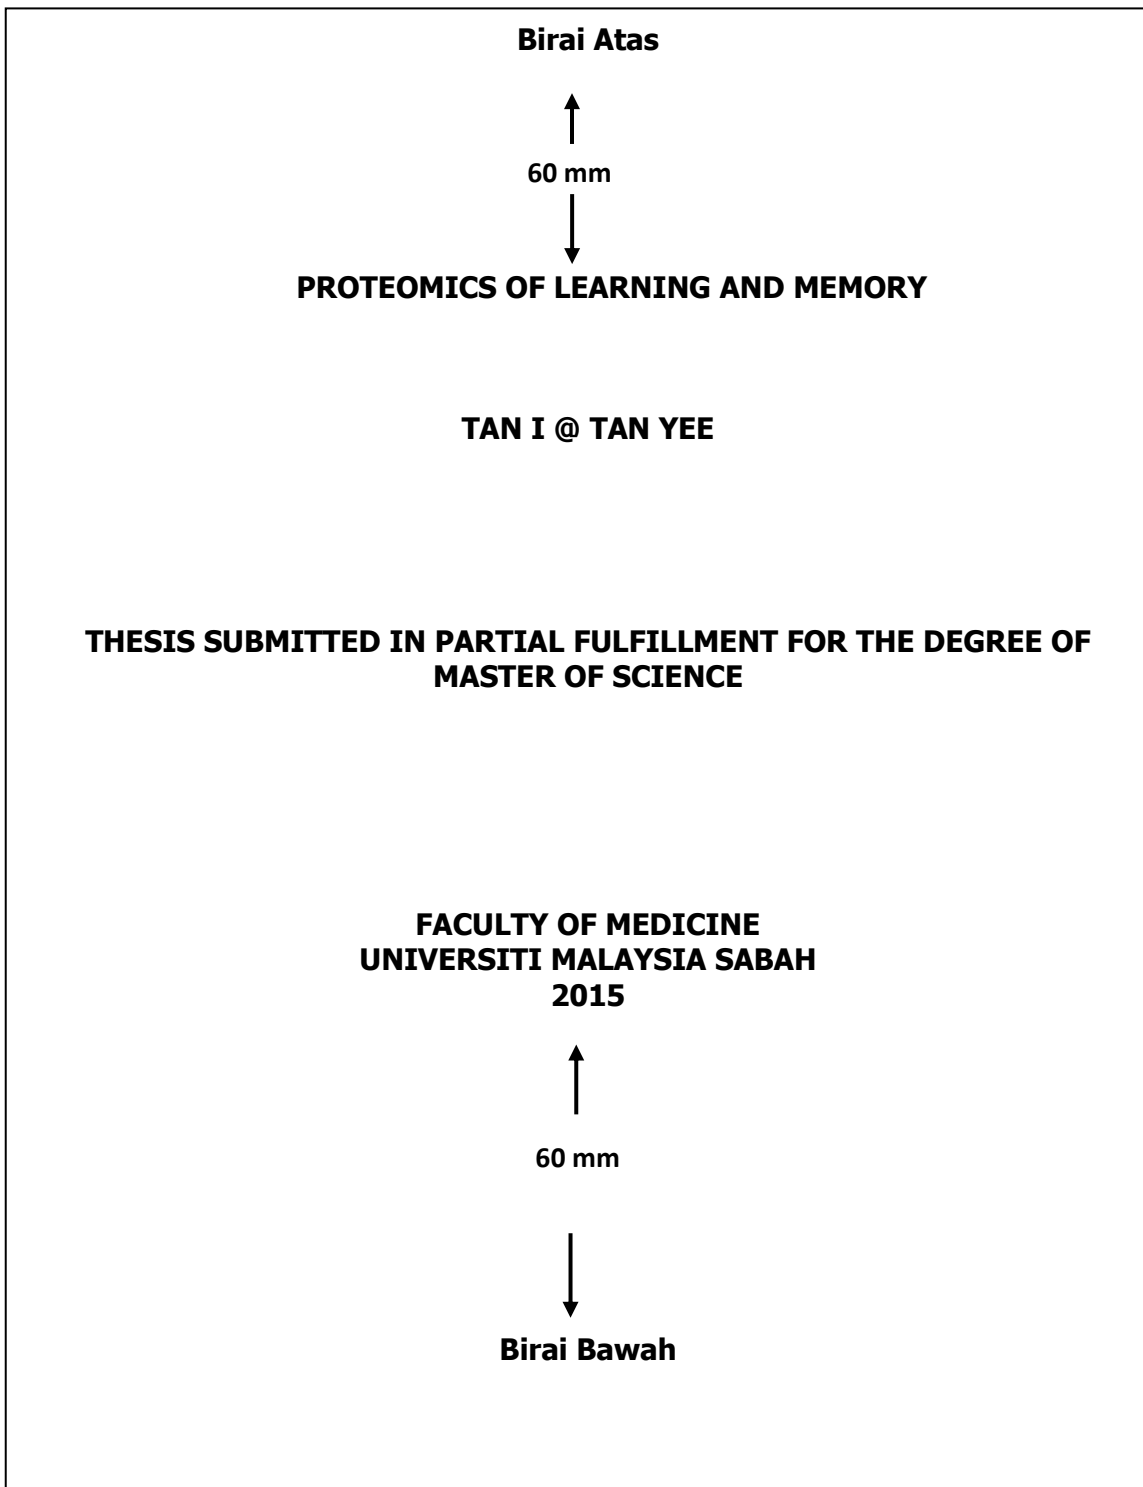 Birai Atas
60 mm
PROTEOMICS OF LEARNING AND MEMORY
TAN I @ TAN YEE
THESIS SUBMITTED IN PARTIAL FULFILLMENT FOR THE DEGREE OF
MASTER OF SCIENCE
FACULTY OF MEDICINE
UNIVERSITI MALAYSIA SABAH
2015
60 mm
Birai Bawah